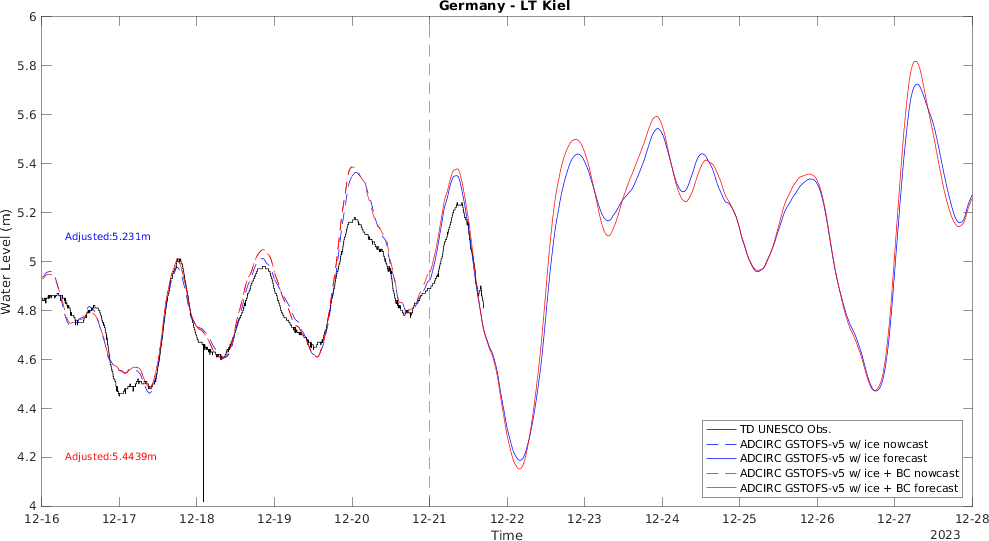 Germany - LT Kiel
6
5.8
5.6
5.4
5.2
5
4.8
4.6
4.2
4
Water Level (m)
Adjusted:5.231m
Adjusted:5.4439m
TD UNESCO Obs.
ADCIRC GSTOFS-v5 w/ ice nowcast
ADCIRC GSTOFS-v5 w/ ice forecast
ADCIRC GSTOFS-v5 w/ ice + BC nowcast
ADCIRC GSTOFS-v5 w/ ice + BC forecast
12-16 12-17 12-18 12-19 12-20 12-21 12-22 12-23 12-24 12-25 12-26 12-27 12-28
Time
2023